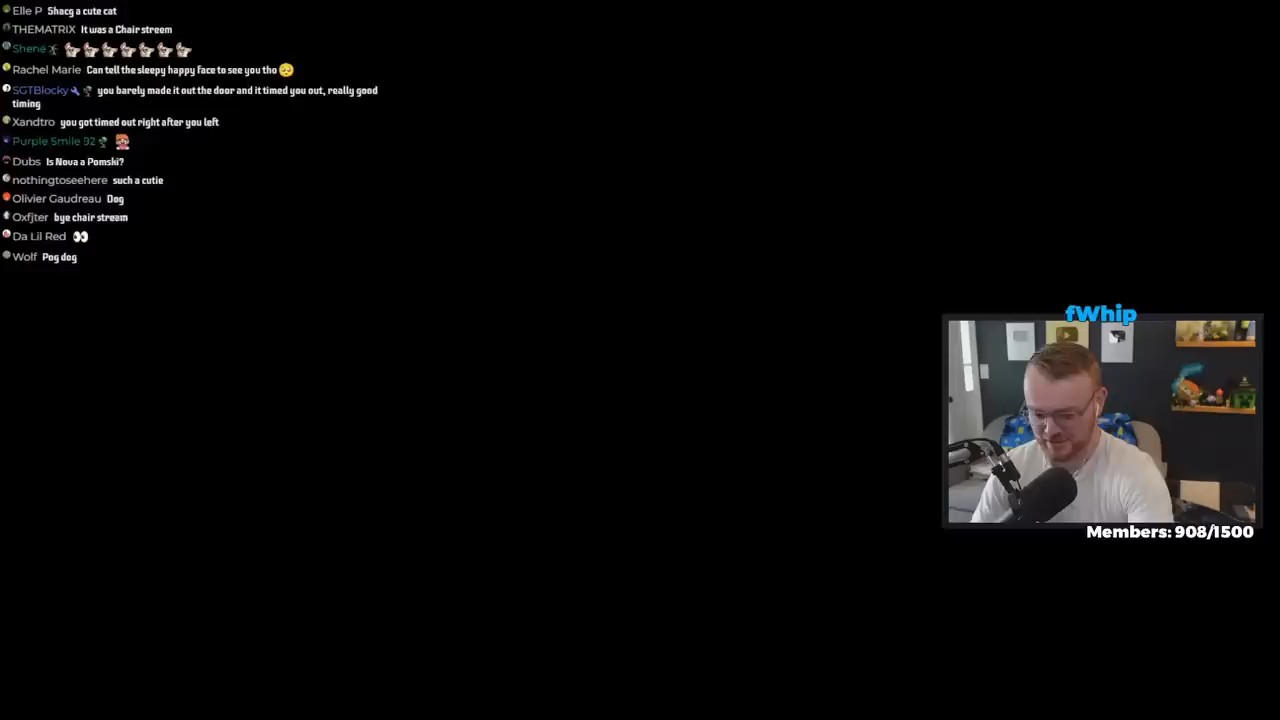 Elle P Shacg a cute cat
THEMATRIX It was a Chair streem
Shene
Rachel Marie Can tell the sleepy happy face to see you tho 🥺
SGTBlocky you barely made it out the door and it timed you out, really good
timing
Xandtro you got timed out right after you left
Purple Smile 92
Dubs Is Nova a Pomski?
nothingtoseehere such a cutie
Olivier Gaudreau Dog
Oxfjter bye chair stream
Da Lil Red 👀
Wolf Pog dog
fWhip
Members: 908/1500